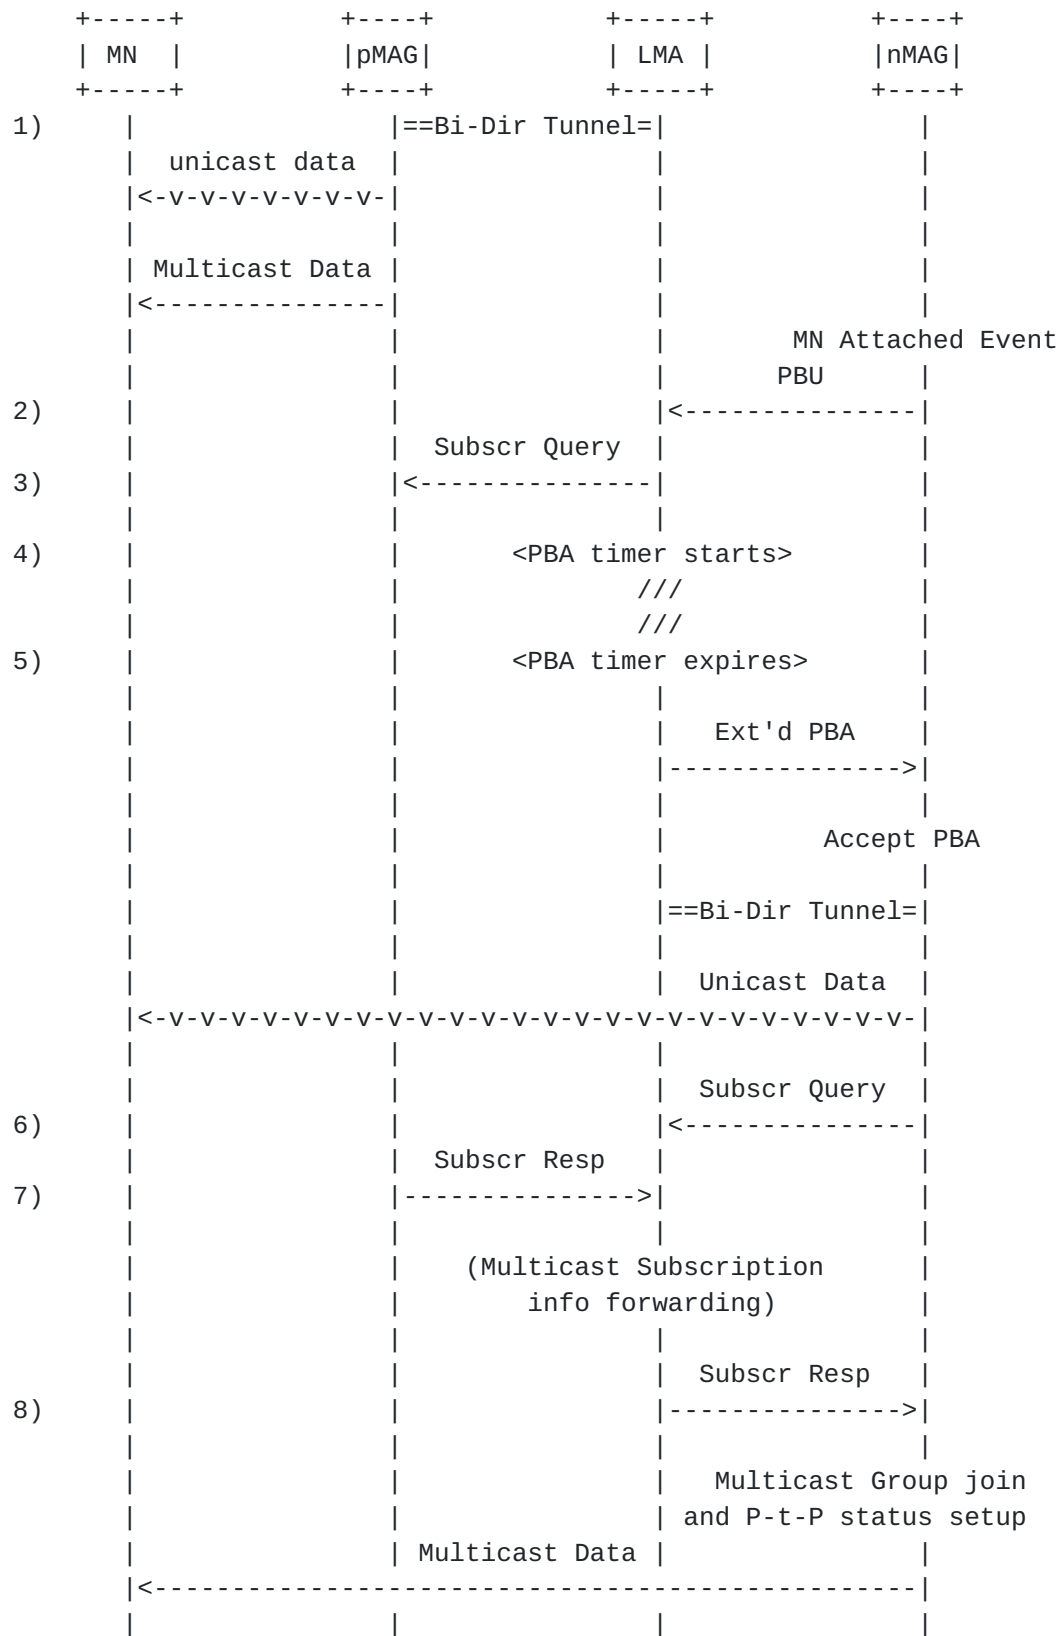 +-----+          +----+           +-----+          +----+
| MN  |          |pMAG|           | LMA |          |nMAG|
+-----+          +----+           +-----+          +----+
1)     |                |==Bi-Dir Tunnel=|                |
|  unicast data  |                |                |
|<-v-v-v-v-v-v-v-|                |                |
|                |                |                |
| Multicast Data |                |                |
|<---------------|                |                |
|                |                |        MN Attached Event
|                |                |       PBU      |
2)     |                |                |<---------------|
|                |  Subscr Query  |                |
3)     |                |<---------------|                |
|                |                |                |
4)     |                |       <PBA timer starts>        |
|                |               ///               |
|                |               ///               |
5)     |                |       <PBA timer expires>       |
|                |                |                |
|                |                |   Ext'd PBA    |
|                |                |--------------->|
|                |                |                |
|                |                |          Accept PBA
|                |                |                |
|                |                |==Bi-Dir Tunnel=|
|                |                |                |
|                |                |  Unicast Data  |
|<-v-v-v-v-v-v-v-v-v-v-v-v-v-v-v-v-v-v-v-v-v-v-v-v-|
|                |                |                |
|                |                |  Subscr Query  |
6)     |                |                |<---------------|
|                |  Subscr Resp   |                |
7)     |                |--------------->|                |
|                |                |                |
|                |    (Multicast Subscription      |
|                |        info forwarding)         |
|                |                |                |
|                |                |  Subscr Resp   |
8)     |                |                |--------------->|
|                |                |                |
|                |                |   Multicast Group join
|                |                | and P-t-P status setup
|                | Multicast Data |                |
|<-------------------------------------------------|
|                |                |                |